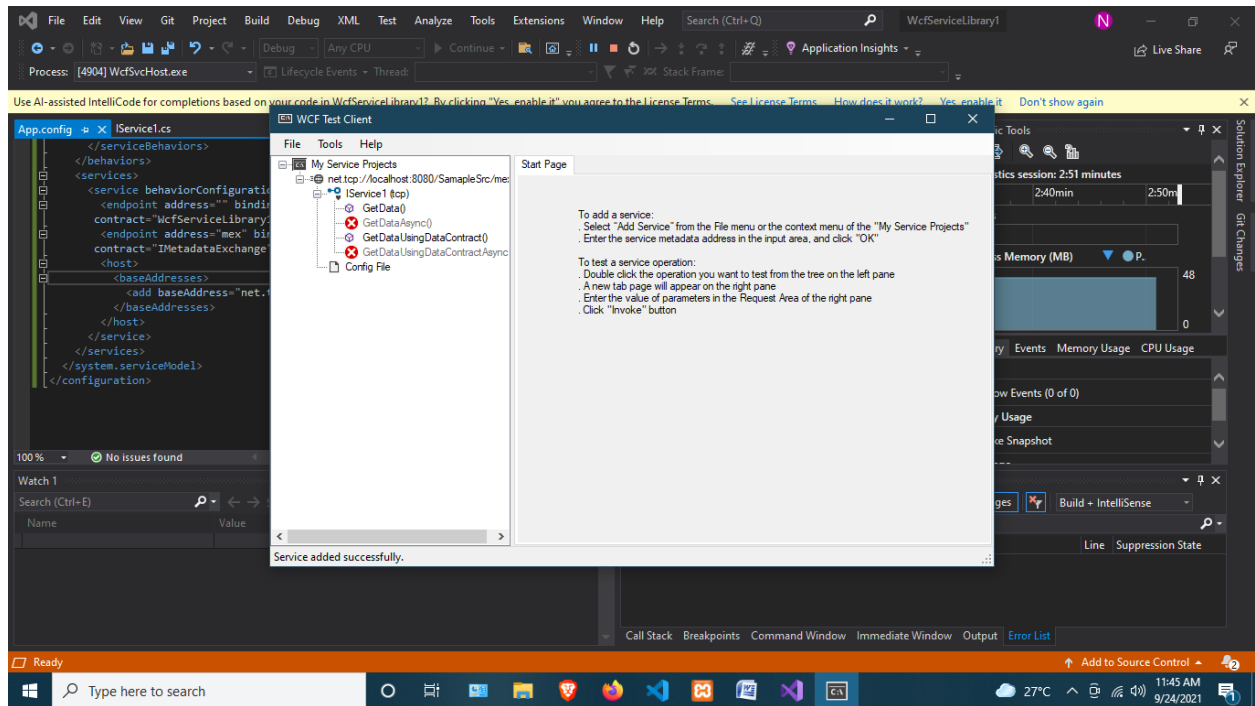 File Edit View Git Project Build Debug XML Test Analyze Tools Extensions Window Help Search (Ctrl+Q) WcfServiceLibrary1 N
Debug Any CPU Continue Application Insights Live Share
Process: [4904] WcfSvcHost.exe Lifecycle Events Thread: Stack Frame:
Use AI-assisted IntelliCode for completions based on your code in WcfServiceLibrary1? By clicking "Yes, enable it" you agree to the License Terms. See License Terms How does it work? Yes, enable it Don't show again
App.config IService1.cs
</serviceBehaviors>
</behaviors>
<services>
<service behaviorConfiguratio
<endpoint address="" bindi
contract="WcfServiceLibrary1
<endpoint address="mex" bin
contract="IMetadataExchange"
<host>
<baseAddresses>
<add baseAddress="net.t
</baseAddresses>
</host>
</service>
</services>
</system.serviceModel>
</configuration>
100 % No issues found
WCF Test Client
File Tools Help
My Service Projects
net.tcp://localhost:8080/SamapleSrc/me:
IService1 (tcp)
GetData()
GetDataAsync()
GetDataUsingDataContract()
GetDataUsingDataContractAsync
Config File
Start Page
To add a service:
. Select "Add Service" from the File menu or the context menu of the "My Service Projects"
. Enter the service metadata address in the input area, and click "OK"
To test a service operation:
. Double click the operation you want to test from the tree on the left pane
. A new tab page will appear on the right pane
. Enter the value of parameters in the Request Area of the right pane
. Click "Invoke" button
Service added successfully.
ic Tools
stics session: 2:51 minutes
2:40min 2:50m
s
ss Memory (MB) P..
48
0
ry Events Memory Usage CPU Usage
ow Events (0 of 0)
y Usage
ke Snapshot
Solution Explorer
Git Changes
Watch 1
Search (Ctrl+E)
Name Value
ges Build + IntelliSense
Line Suppression State
Call Stack Breakpoints Command Window Immediate Window Output Error List
Ready Add to Source Control 2
Type here to search 27°C 11:45 AM
9/24/2021 1